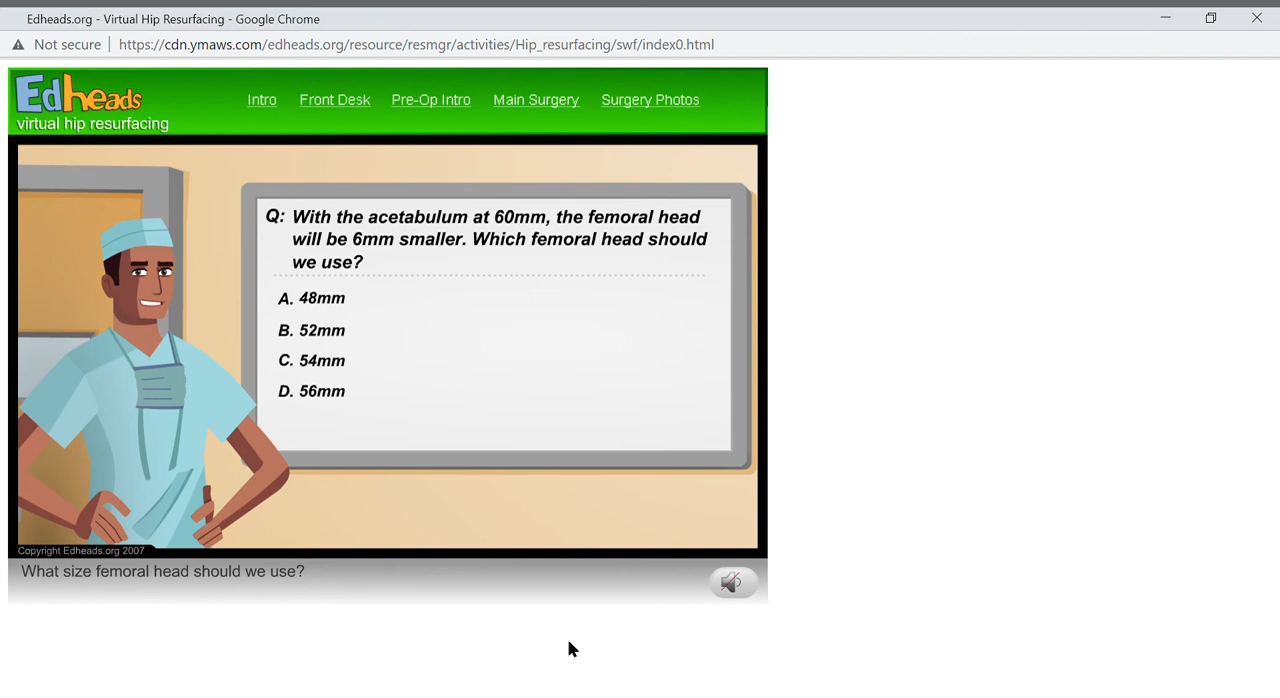 Edheads.org - Virtual Hip Resurfacing - Google Chrome
Not secure | https://cdn.ymaws.com/edheads.org/resource/resmgr/activities/Hip_resurfacing/swf/index0.html
Edheads
virtual hip resurfacing
Intro Front Desk Pre-Op Intro Main Surgery Surgery Photos
Q: With the acetabulum at 60mm, the femoral head
will be 6mm smaller. Which femoral head should
we use?
A. 48mm
B. 52mm
C. 54mm
D. 56mm
Copyright Edheads.org 2007
What size femoral head should we use?